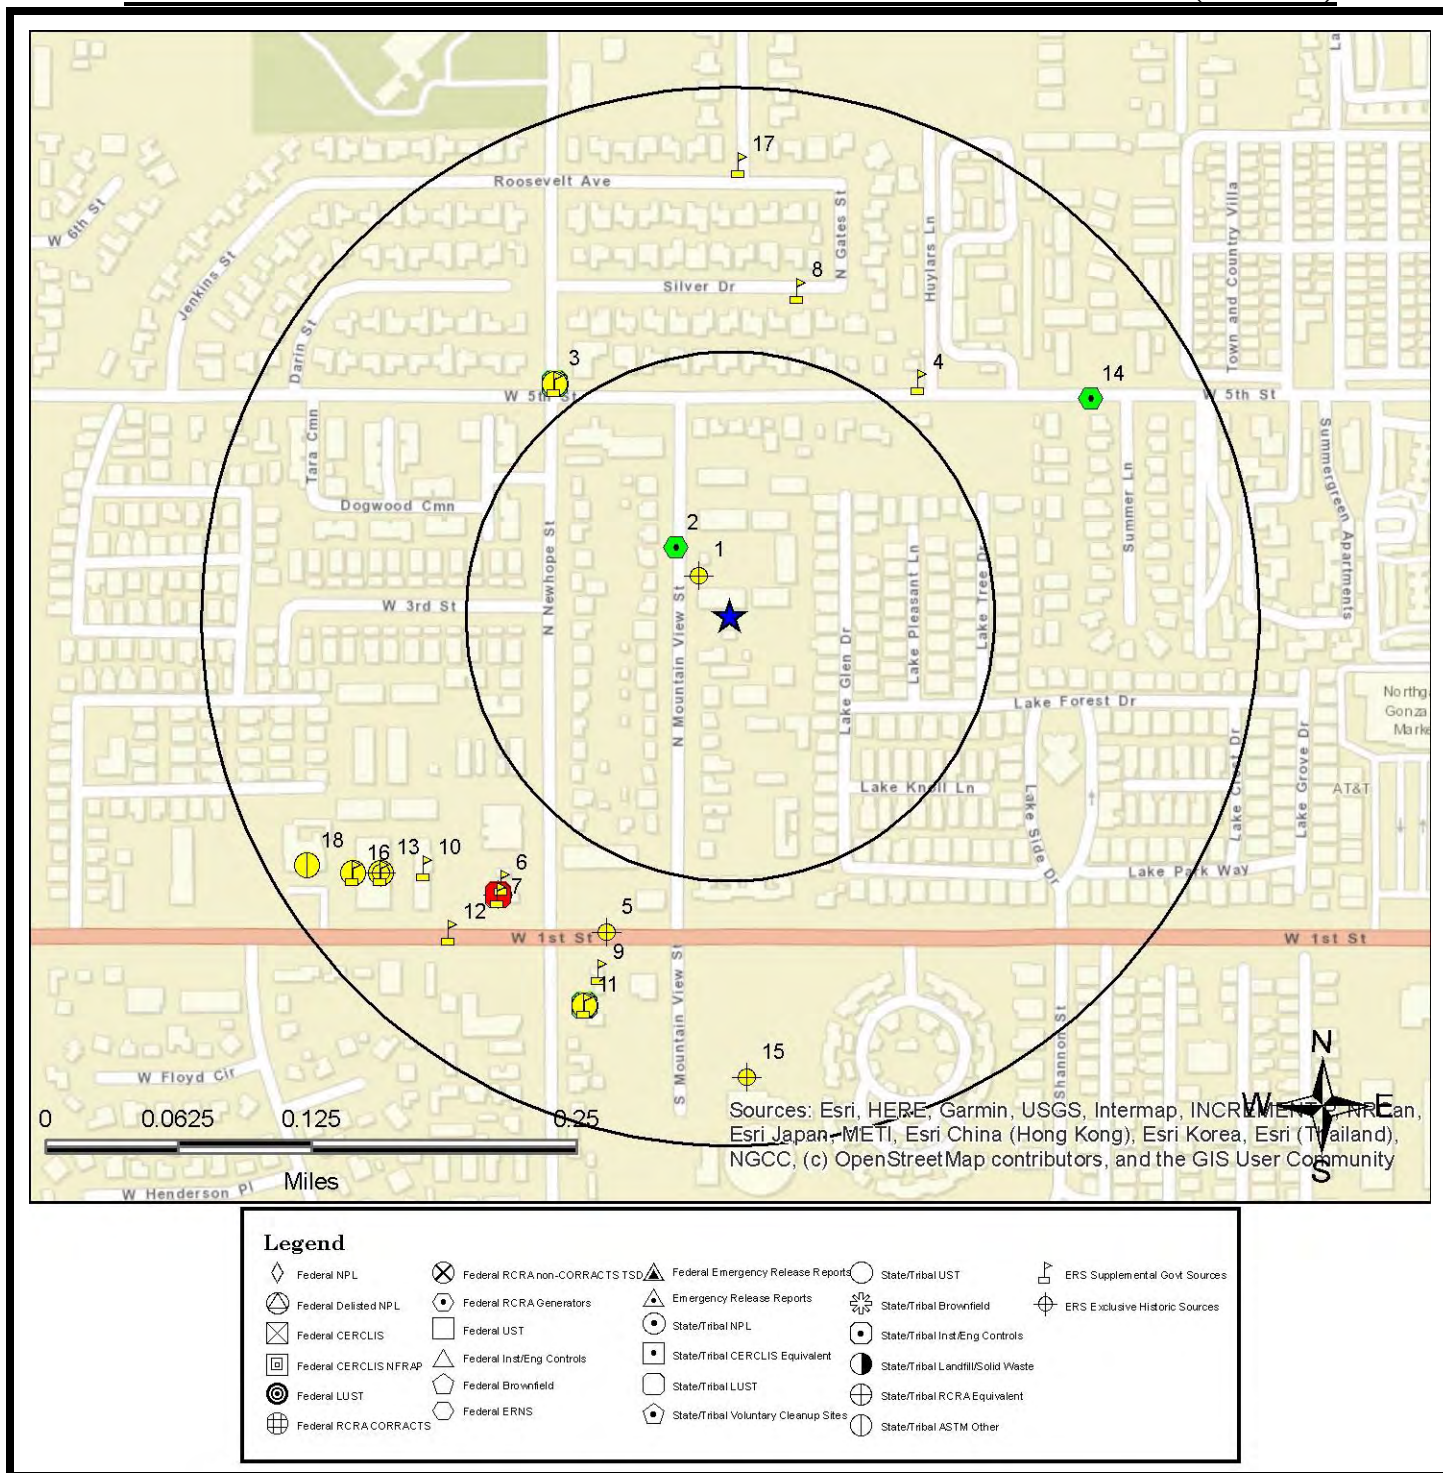 17
Roosevelt Ave
W 6th St
N Gates St
Huylars Ln
Town and Country Villa
Jenkins St
8
Silver Dr
Darin St
3
4
14
W 5th St
W 5th St
Tara Cmn
Dogwood Cmn
Summergreen Apartments
Summer Ln
2
1
N Newhope St
Lake Pleasant Ln
Lake Tree Dr
W 3rd St
N Mountain View St
Lake Glen Dr
Lake Forest Dr
Northg
Gonza
Marke
Lake Crest Dr
Lake Grove Dr
Lake Knoll Ln
AT&T
Lake Side Dr
18
16
13
10
6
7
Lake Park Way
12
5
W 1st St
W 1st St
9
11
S Mountain View St
Shannon St
15
N
W
E
S
W Floyd Cir
0 0.0625 0.125 0.25
Miles
W Henderson Pl
Sources: Esri, HERE, Garmin, USGS, Intermap,
Esri Japan, METI, Esri China (Hong Kong), Esri Korea, Esri (Thailand),
NGCC, (c) OpenStreetMap contributors, and the GIS User Community
Legend
Federal NPL
Federal Delisted NPL
Federal CERCLIS
Federal CERCLIS NFRAP
Federal LUST
Federal RCRA CORRACTS
Federal RCRA non-CORRACTS TSD
Federal RCRA Generators
Federal UST
Federal Inst/Eng Controls
Federal Brownfield
Federal ERNS
Federal Emergency Release Reports
Emergency Release Reports
State/Tribal NPL
State/Tribal CERCLIS Equivalent
State/Tribal LUST
State/Tribal Voluntary Cleanup Sites
State/Tribal UST
State/Tribal Brownfield
State/Tribal Inst/Eng Controls
State/Tribal Landfill/Solid Waste
State/Tribal RCRA Equivalent
State/Tribal ASTM Other
ERS Supplemental Govt Sources
ERS Exclusive Historic Sources